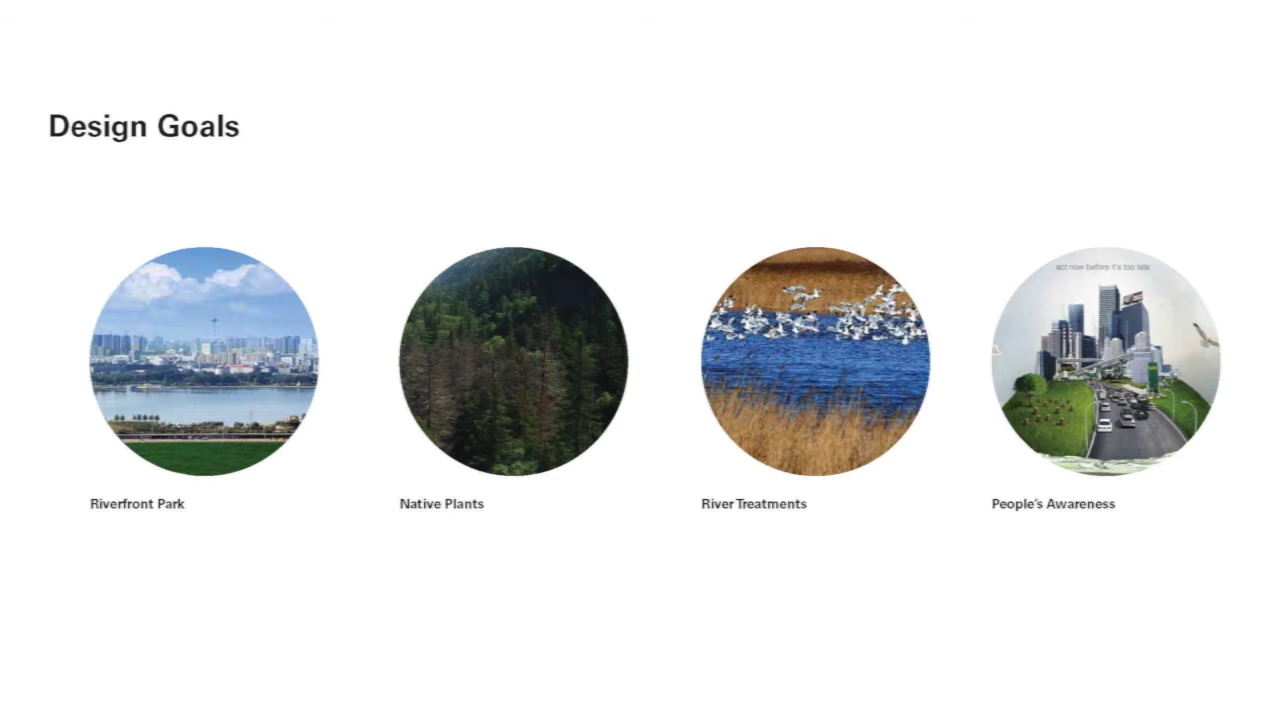 Design Goals
act now before it's too late
Riverfront Park
Native Plants
River Treatments
People's Awareness